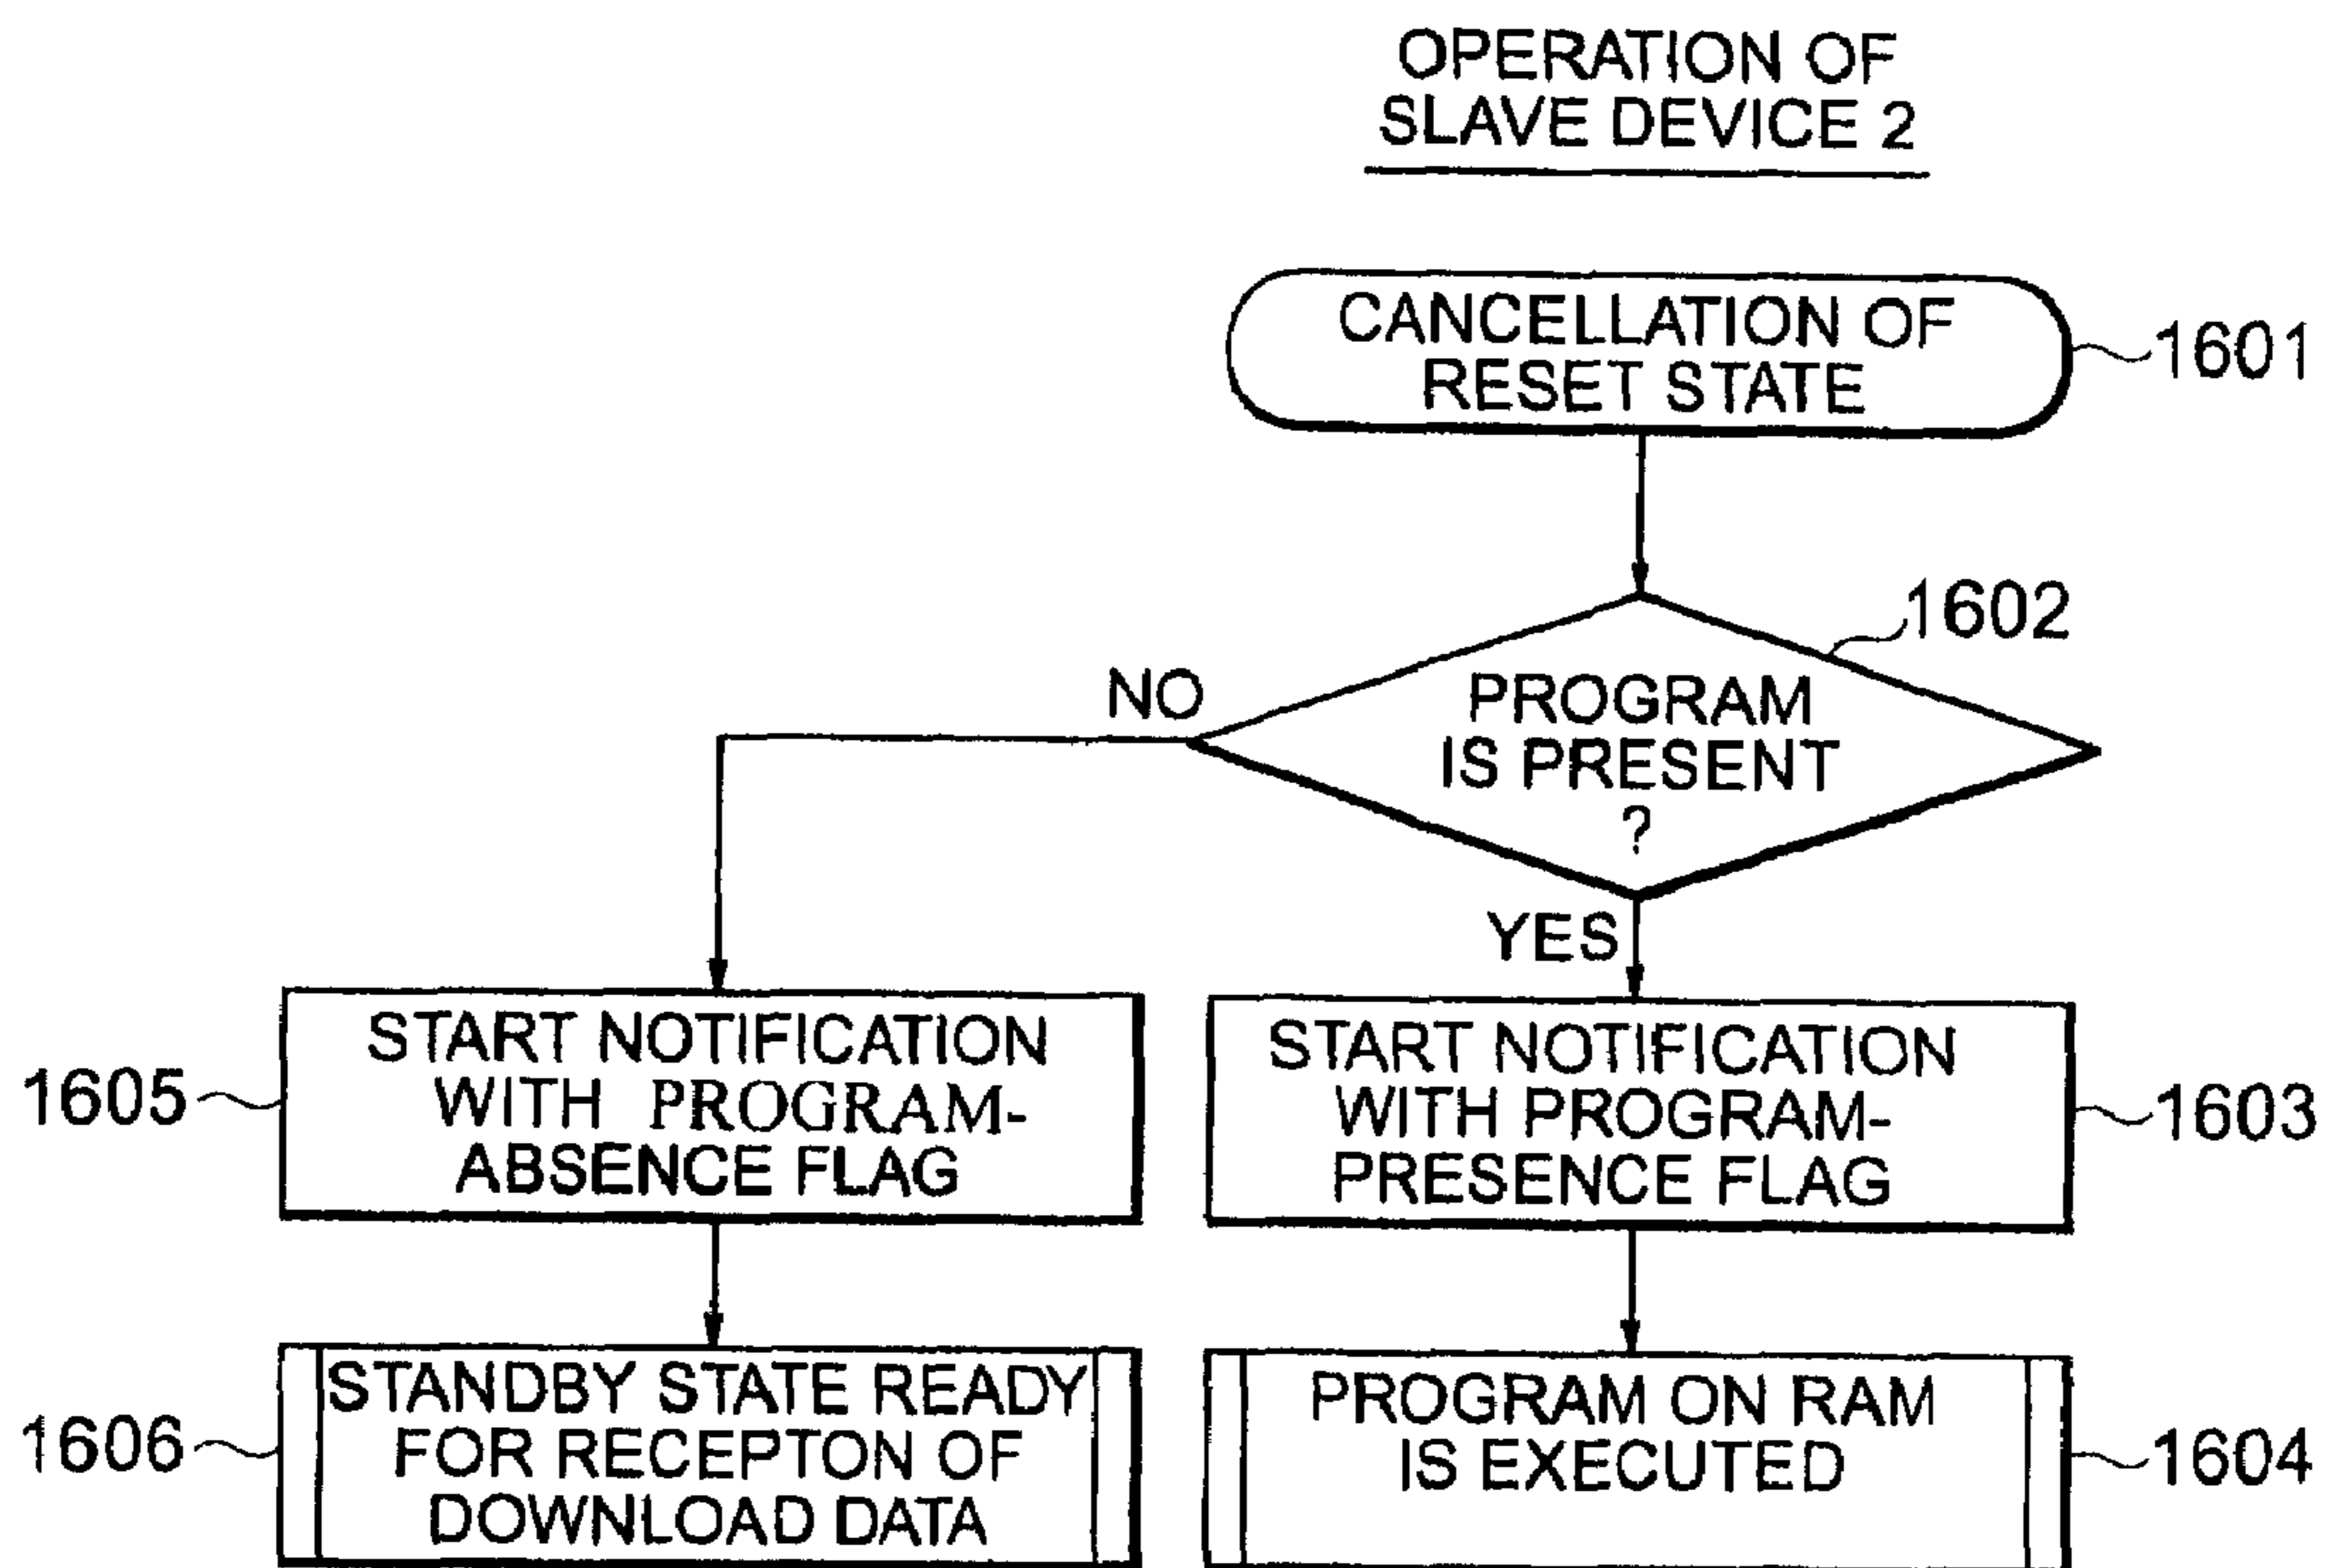 OPERATION OF
SLAVE DEVICE 2
CANCELLATION OF
RESET STATE
1601
1602
NO
PROGRAM
IS PRESENT
?
YES
1605
START NOTIFICATION
WITH PROGRAM-
ABSENCE FLAG
START NOTIFICATION
WITH PROGRAM-
PRESENCE FLAG
1603
1606
STANDBY STATE READY
FOR RECEPTON OF
DOWNLOAD DATA
PROGRAM ON RAM
IS EXECUTED
1604